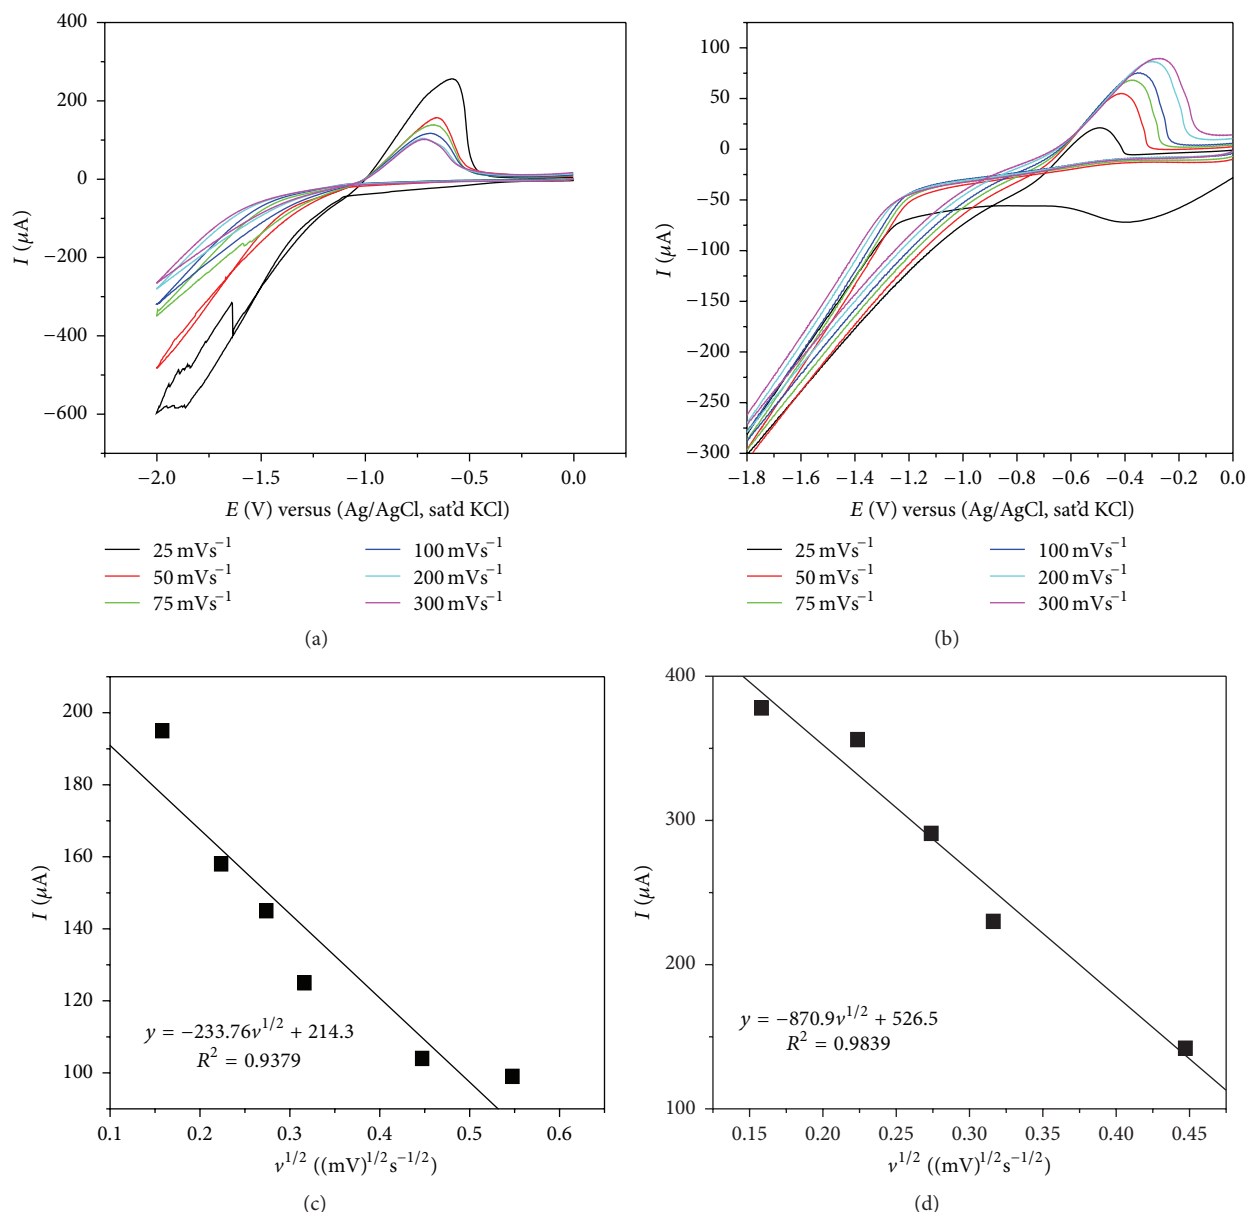 400
200
0
−200
−400
−600
I (μA)
−2.0 −1.5 −1.0 −0.5 0.0
E (V) versus (Ag/AgCl, sat'd KCl)
25 mVs−1 100 mVs−1
50 mVs−1 200 mVs−1
75 mVs−1 300 mVs−1
(a)
100
50
0
−50
−100
−150
−200
−250
−300
I (μA)
−1.8 −1.6 −1.4 −1.2 −1.0 −0.8 −0.6 −0.4 −0.2 0.0
E (V) versus (Ag/AgCl, sat'd KCl)
25 mVs−1 100 mVs−1
50 mVs−1 200 mVs−1
75 mVs−1 300 mVs−1
(b)
200
180
160
140
120
100
I (μA)
y = −233.76v1/2 + 214.3
R2 = 0.9379
0.1 0.2 0.3 0.4 0.5 0.6
v1/2 ((mV)1/2s−1/2)
(c)
400
300
200
100
I (μA)
y = −870.9v1/2 + 526.5
R2 = 0.9839
0.15 0.20 0.25 0.30 0.35 0.40 0.45
v1/2 ((mV)1/2s−1/2)
(d)